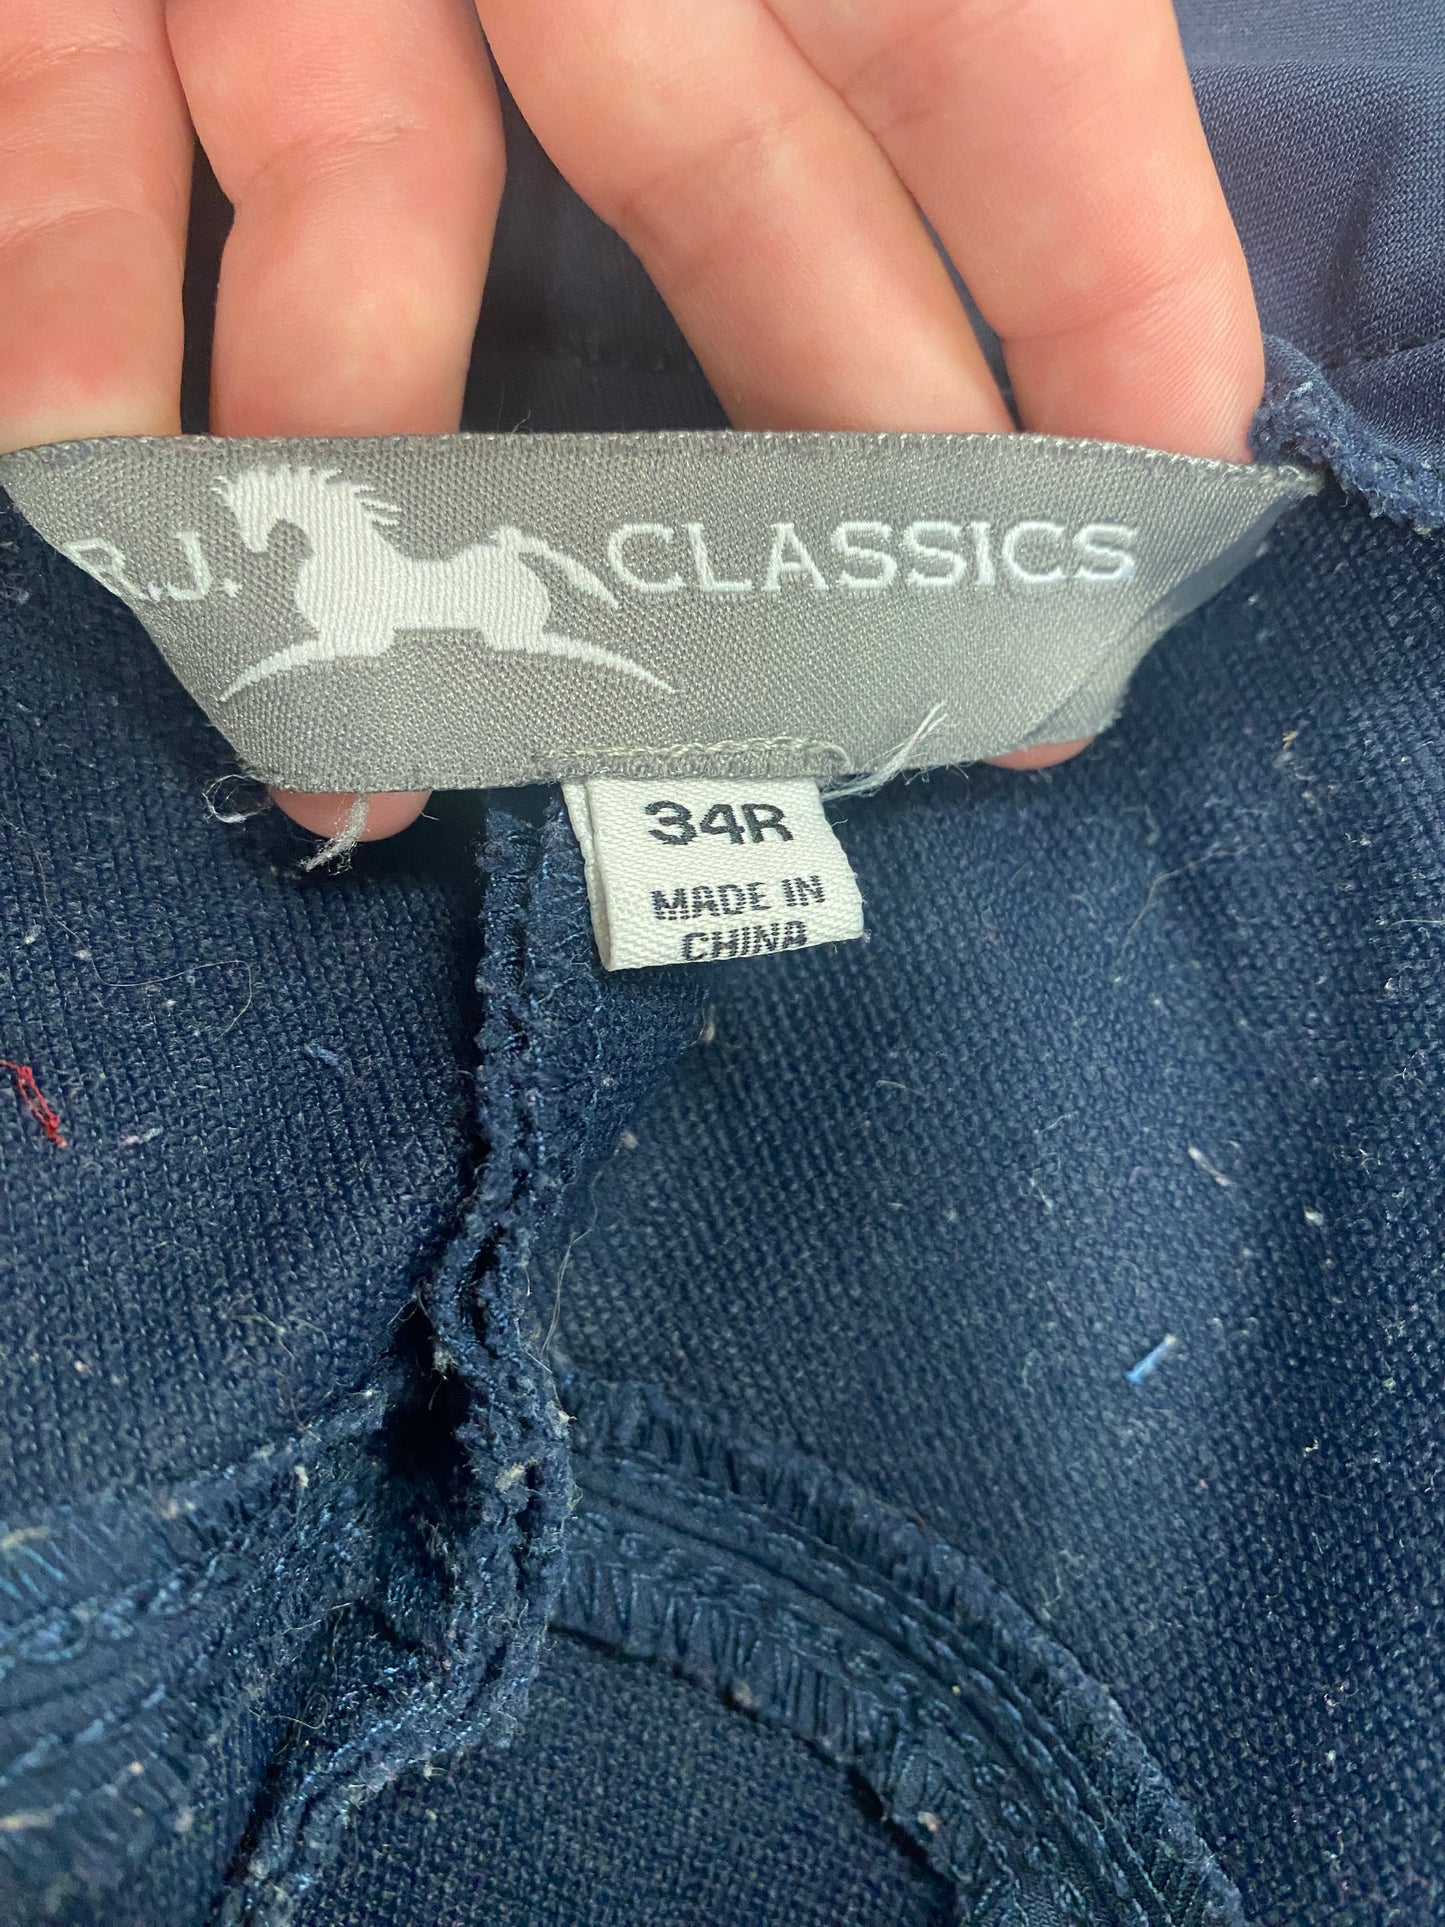 R.J. CLASSICS
34R
MADE IN
CHINA